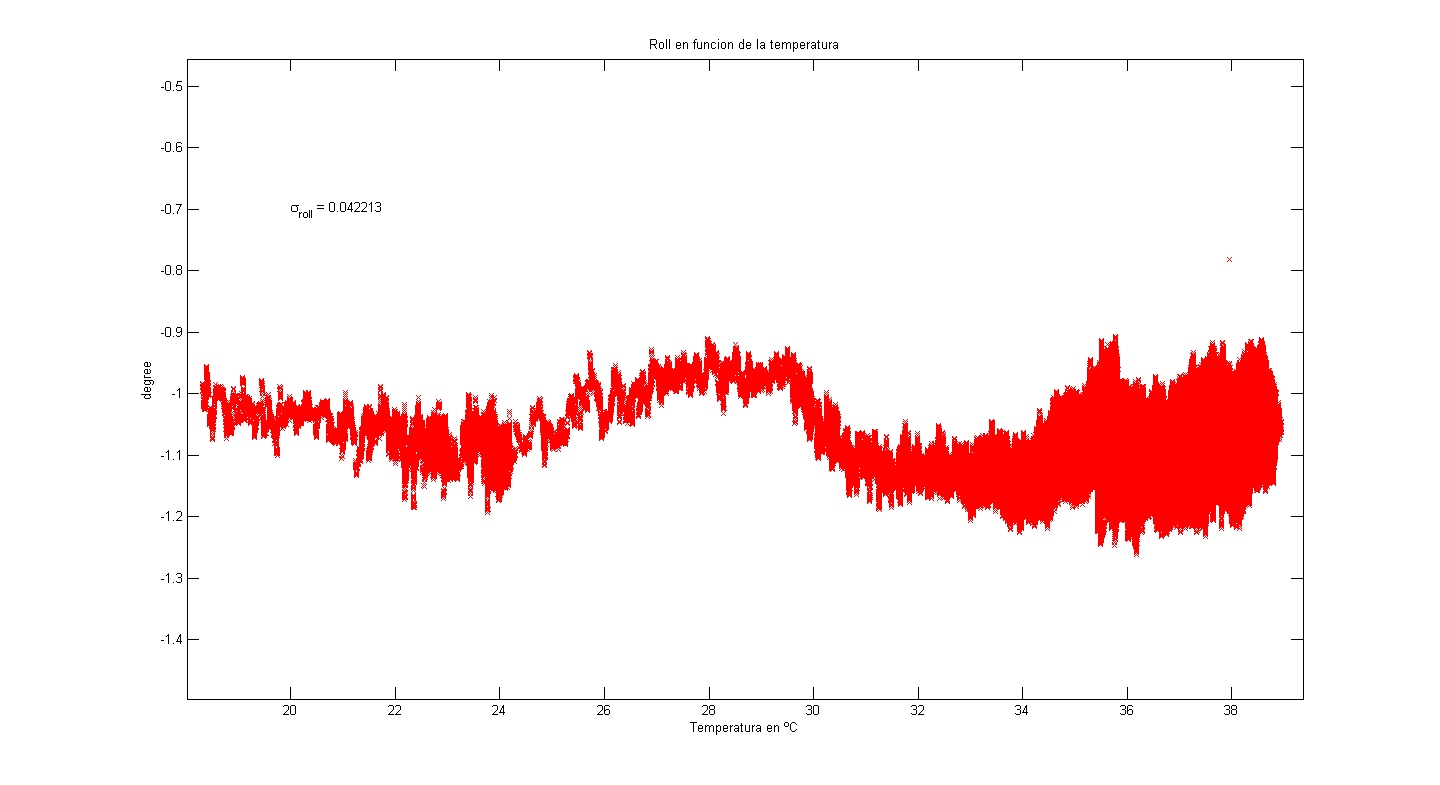 Roll en funcion de la temperatura
-0.5
-0.6
-0.7
-0.8
-0.9
-1
-1.1
-1.2
-1.3
-1.4
σroll = 0.042213
degree
20 22 24 26 28 30 32 34 36 38
Temperatura en ºC